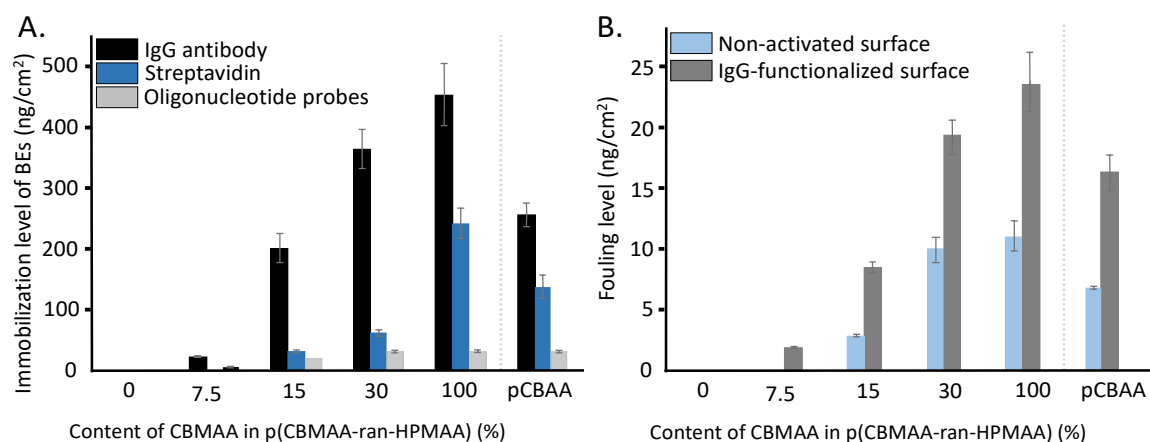 A.
IgG antibody
Streptavidin
Oligonucleotide probes
Immobilization level of BEs (ng/cm²)
500
400
300
200
100
0
0 7.5 15 30 100 pCBAA
Content of CBMAA in p(CBMAA-ran-HPMAA) (%)
B.
Non-activated surface
IgG-functionalized surface
Fouling level (ng/cm²)
25
20
15
10
5
0
0 7.5 15 30 100 pCBAA
Content of CBMAA in p(CBMAA-ran-HPMAA) (%)